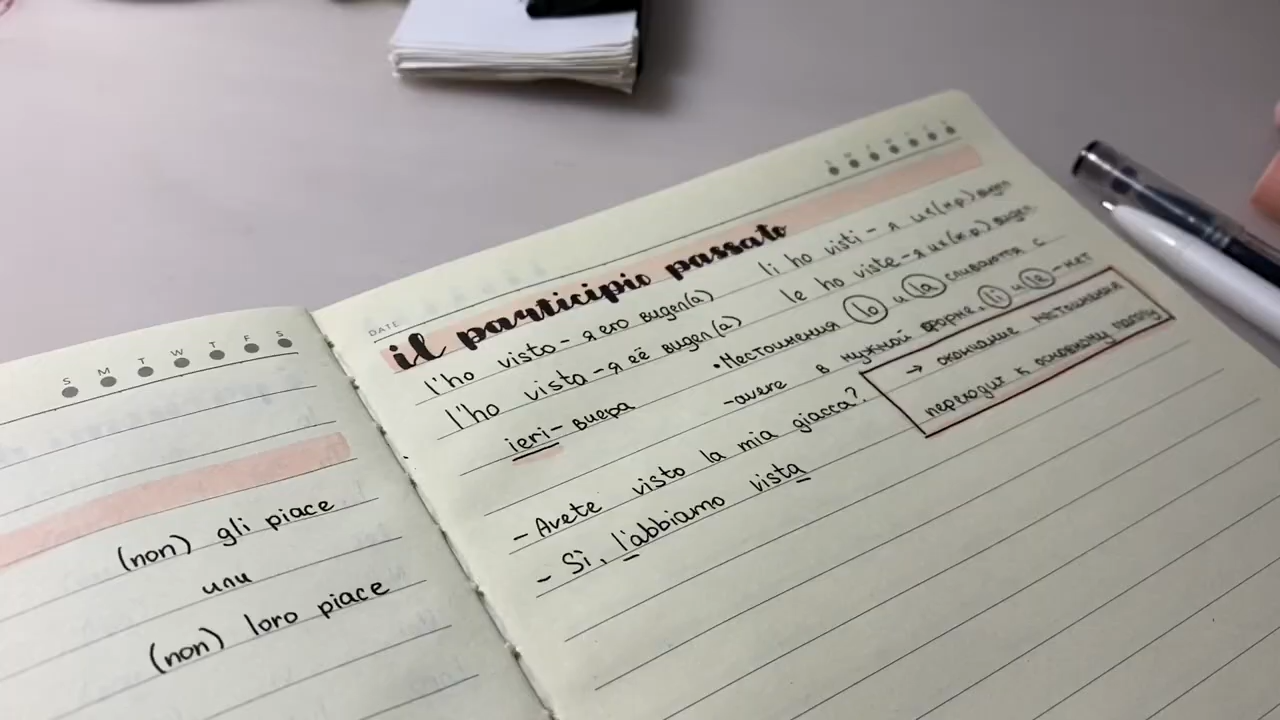 S M T W T F S
(non) gli piace
или
(non) loro piace
DATE
il participio passato
l'ho visto - я его видел(а)
l'ho vista - я её видел(а)
ieri - вчера
li ho visti - я их(м.р) видел
le ho viste - я их(ж.р) видел
•Местоимения lo и la сливаются с
-avere в нужной форме, li и le - нет
→ окончание местоимения
переходит к основному глаголу
- Avete visto la mia giacca?
- Sì, l'abbiamo vista